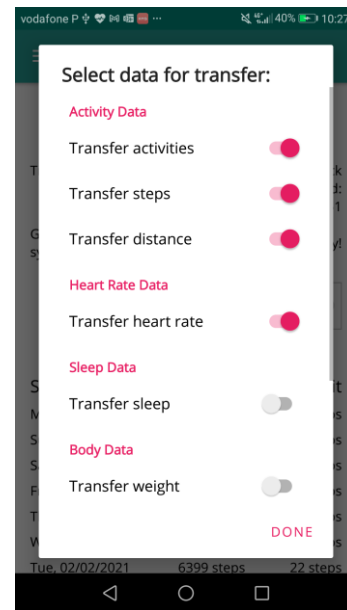 vodafone P ... 40% 10:27
Select data for transfer:
Activity Data
Transfer activities
Transfer steps
Transfer distance
Heart Rate Data
Transfer heart rate
Sleep Data
Transfer sleep
Body Data
Transfer weight
DONE
Tue, 02/02/2021 6399 steps 22 steps